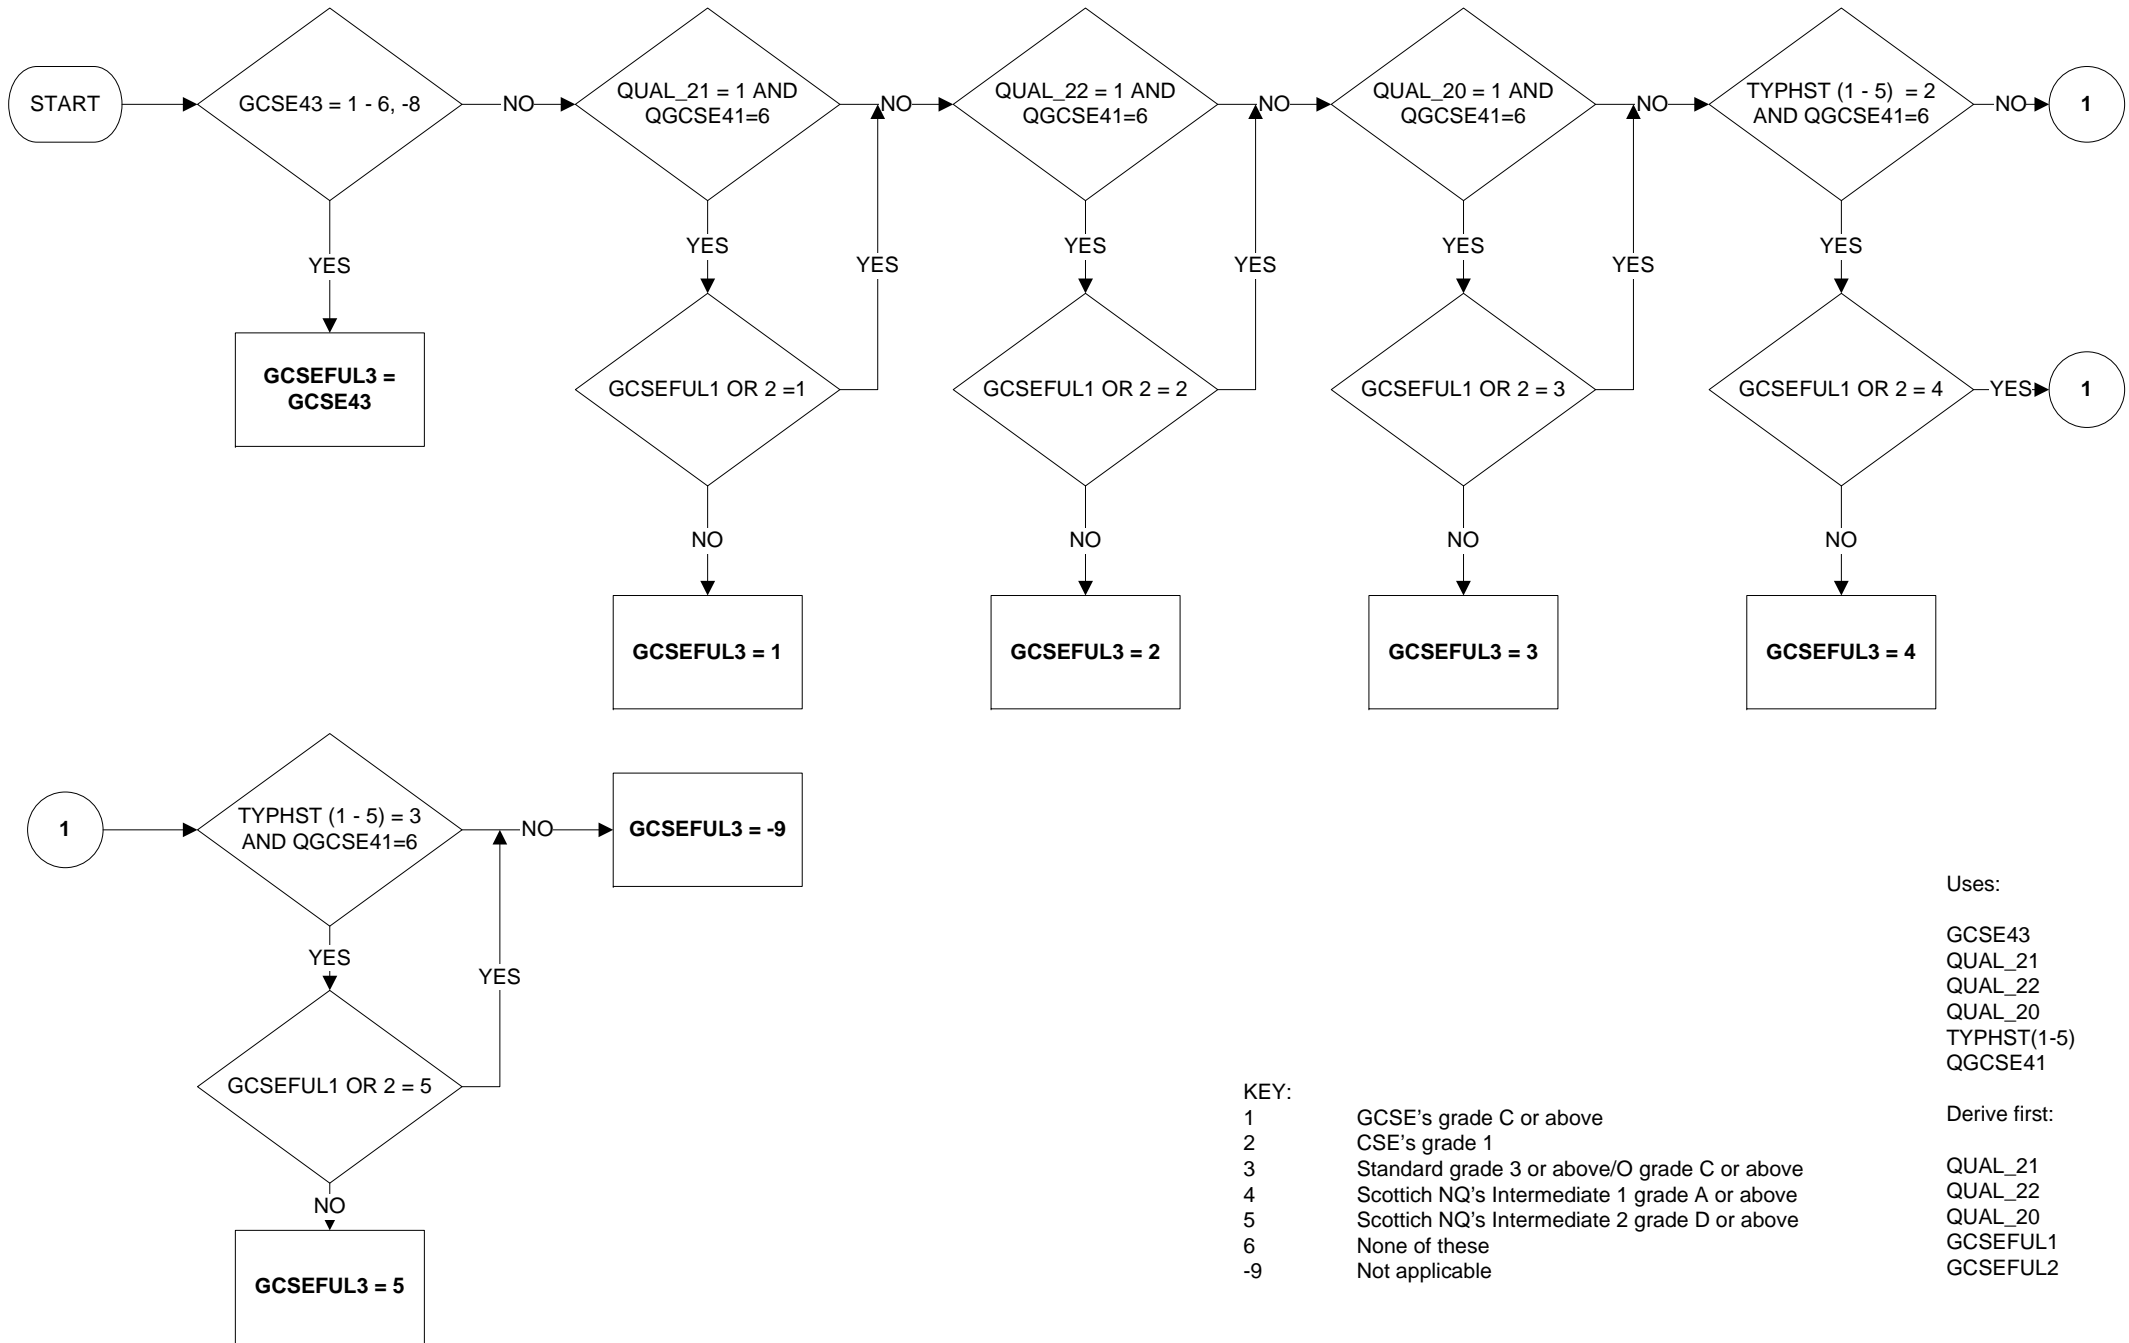 START
GCSE43 = 1 - 6, -8
NO
QUAL_21 = 1 AND
QGCSE41=6
NO
QUAL_22 = 1 AND
QGCSE41=6
NO
QUAL_20 = 1 AND
QGCSE41=6
NO
TYPHST (1 - 5) = 2
AND QGCSE41=6
NO
1
YES
YES
YES
YES
YES
YES
YES
YES
GCSEFUL3 =
GCSE43
GCSEFUL1 OR 2 =1
GCSEFUL1 OR 2 = 2
GCSEFUL1 OR 2 = 3
GCSEFUL1 OR 2 = 4
YES
1
NO
NO
NO
NO
GCSEFUL3 = 1
GCSEFUL3 = 2
GCSEFUL3 = 3
GCSEFUL3 = 4
1
TYPHST (1 - 5) = 3
AND QGCSE41=6
NO
GCSEFUL3 = -9
YES
YES
GCSEFUL1 OR 2 = 5
NO
GCSEFUL3 = 5
KEY:
1 GCSE’s grade C or above
2 CSE’s grade 1
3 Standard grade 3 or above/O grade C or above
4 Scottich NQ’s Intermediate 1 grade A or above
5 Scottich NQ’s Intermediate 2 grade D or above
6 None of these
-9 Not applicable
Uses:
GCSE43
QUAL_21
QUAL_22
QUAL_20
TYPHST(1-5)
QGCSE41
Derive first:
QUAL_21
QUAL_22
QUAL_20
GCSEFUL1
GCSEFUL2